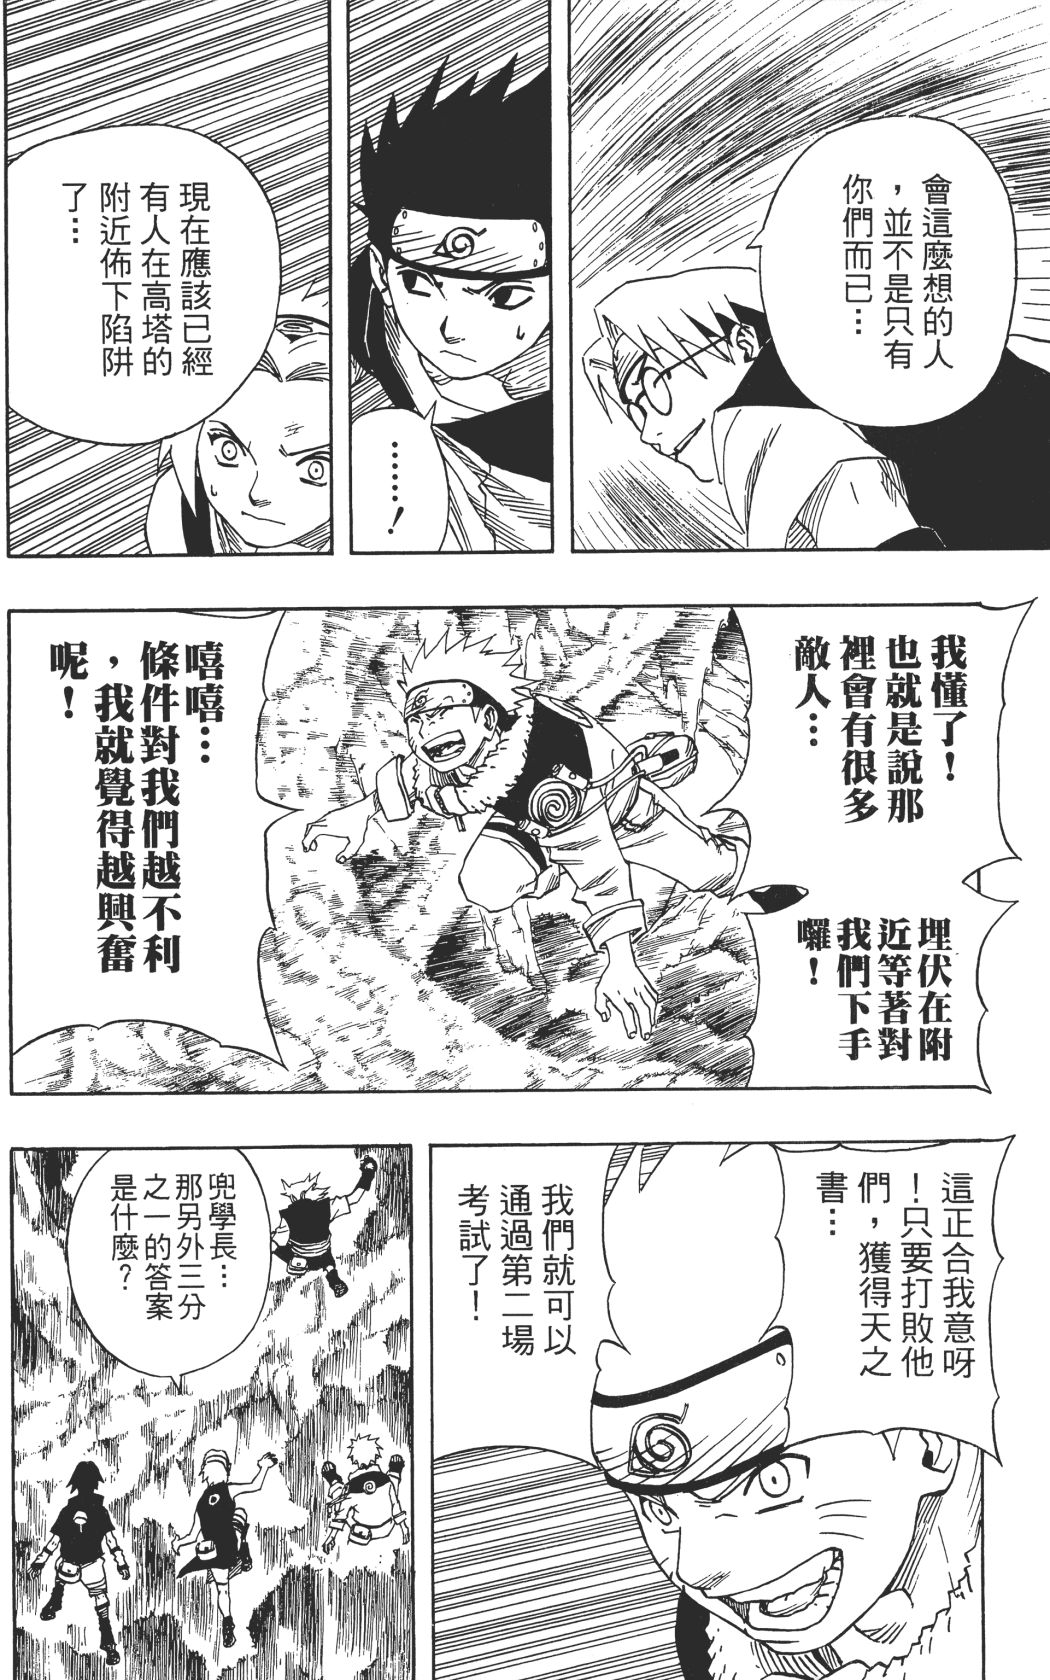 會這麼想的人
，並不是只有
你們而已…
……！
現在應該已經
有人在高塔的
附近佈下陷阱
了…
我懂了！
也就是說那
裡會有很多
敵人…
埋伏在附
近等著對
我們下手
囉！
嘻嘻…
條件對我們越不利
，我就覺得越興奮
呢！
這正合我意呀
！只要打敗他
們，獲得天之
書…
我們就可以
通過第二場
考試了！
兜學長…
那另外三分
之一的答案
是什麼？